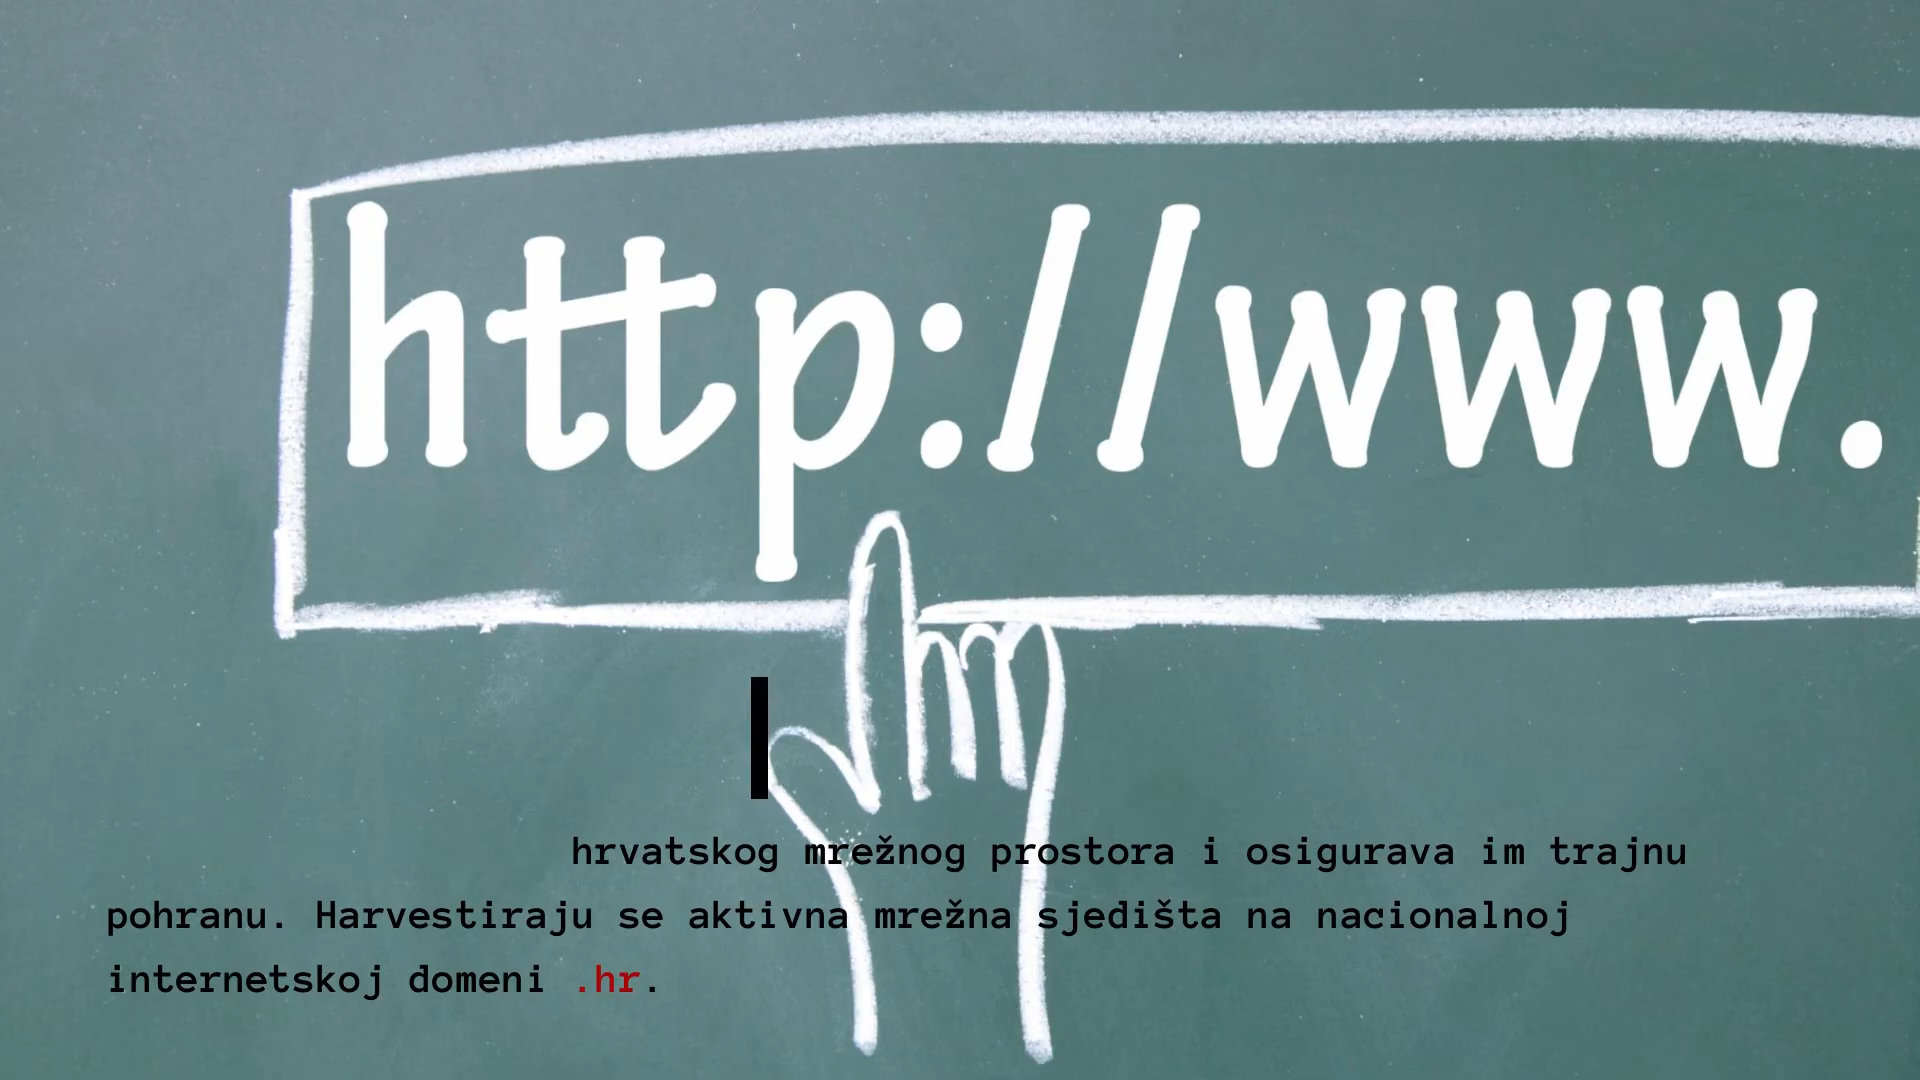 http://www.
hrvatskog mrežnog prostora i osigurava im trajnu
pohranu. Harvestiraju se aktivna mrežna sjedišta na nacionalnoj
internetskoj domeni .hr.